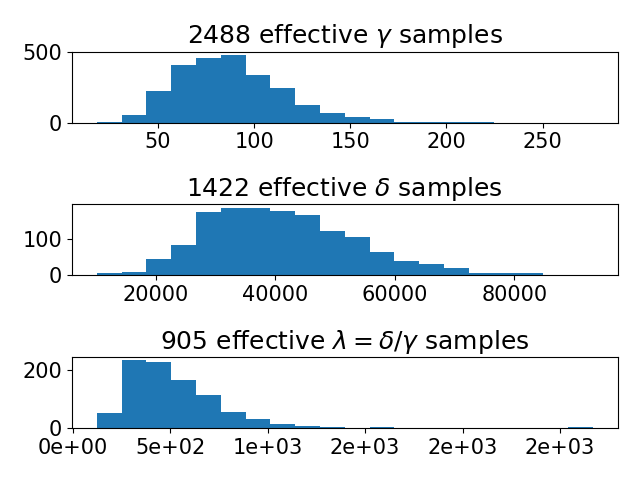 2488 effective γ samples
500
0
50 100 150 200 250
1422 effective δ samples
100
0
20000 40000 60000 80000
905 effective λ = δ/γ samples
200
0
0e+00 5e+02 1e+03 2e+03 2e+03 2e+03